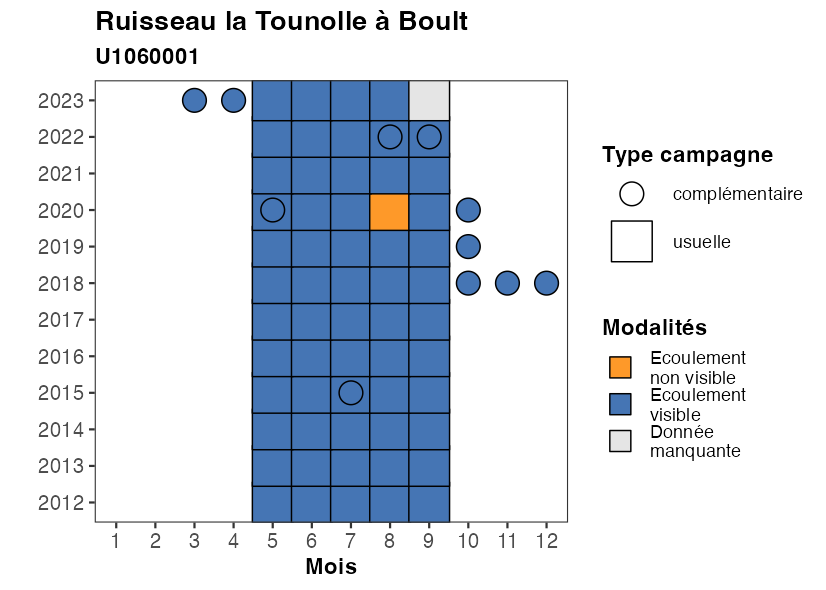 Ruisseau la Tounolle à Boult
U1060001
2023
2022
2021
2020
2019
2018
2017
2016
2015
2014
2013
2012
1 2 3 4 5 6 7 8 9 10 11 12
Mois
Type campagne
complémentaire
usuelle
Modalités
Ecoulement
non visible
Ecoulement
visible
Donnée
manquante